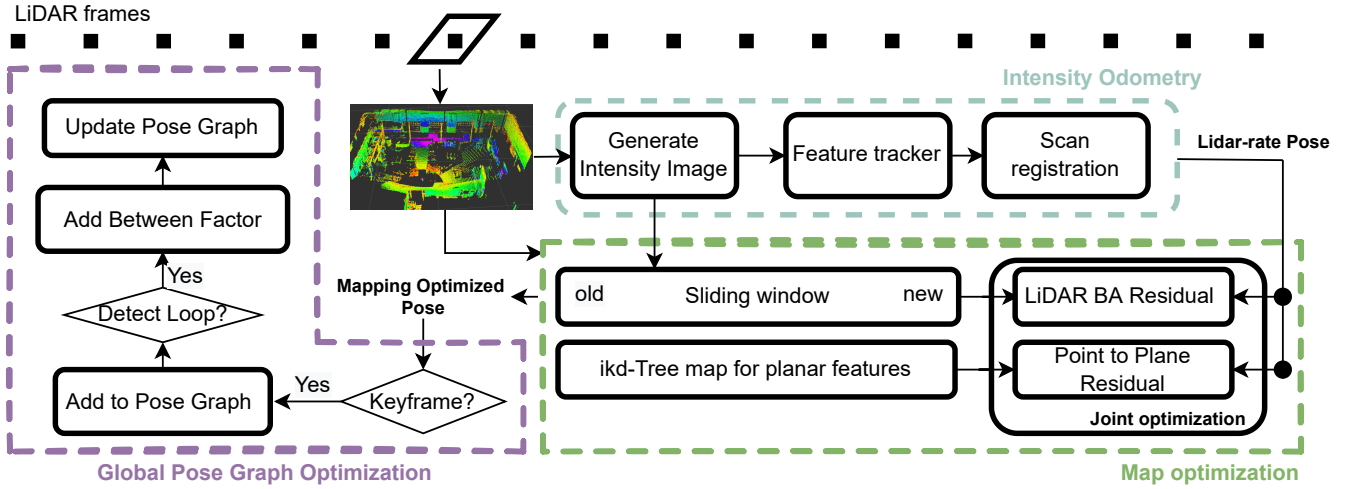 LiDAR frames
Intensity Odometry
Update Pose Graph
Generate
Intensity Image
Feature tracker
Scan
registration
Lidar-rate Pose
Add Between Factor
Yes
Detect Loop?
Mapping Optimized
Pose
old
Sliding window
new
LiDAR BA Residual
ikd-Tree map for planar features
Point to Plane
Residual
Joint optimization
Add to Pose Graph
Yes
Keyframe?
Global Pose Graph Optimization
Map optimization